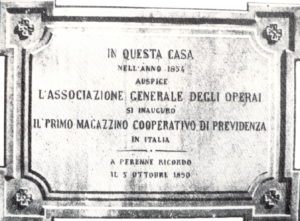 IN QUESTA CASA
NELL'ANNO 1854
AUSPICE
L'ASSOCIAZIONE GENERALE DEGLI OPERAI
SI INAUGURO
IL PRIMO MAGAZZINO COOPERATIVO DI PREVIDENZA
IN ITALIA
A PERENNE RICORDO
IL 5 OTTOBRE 1890